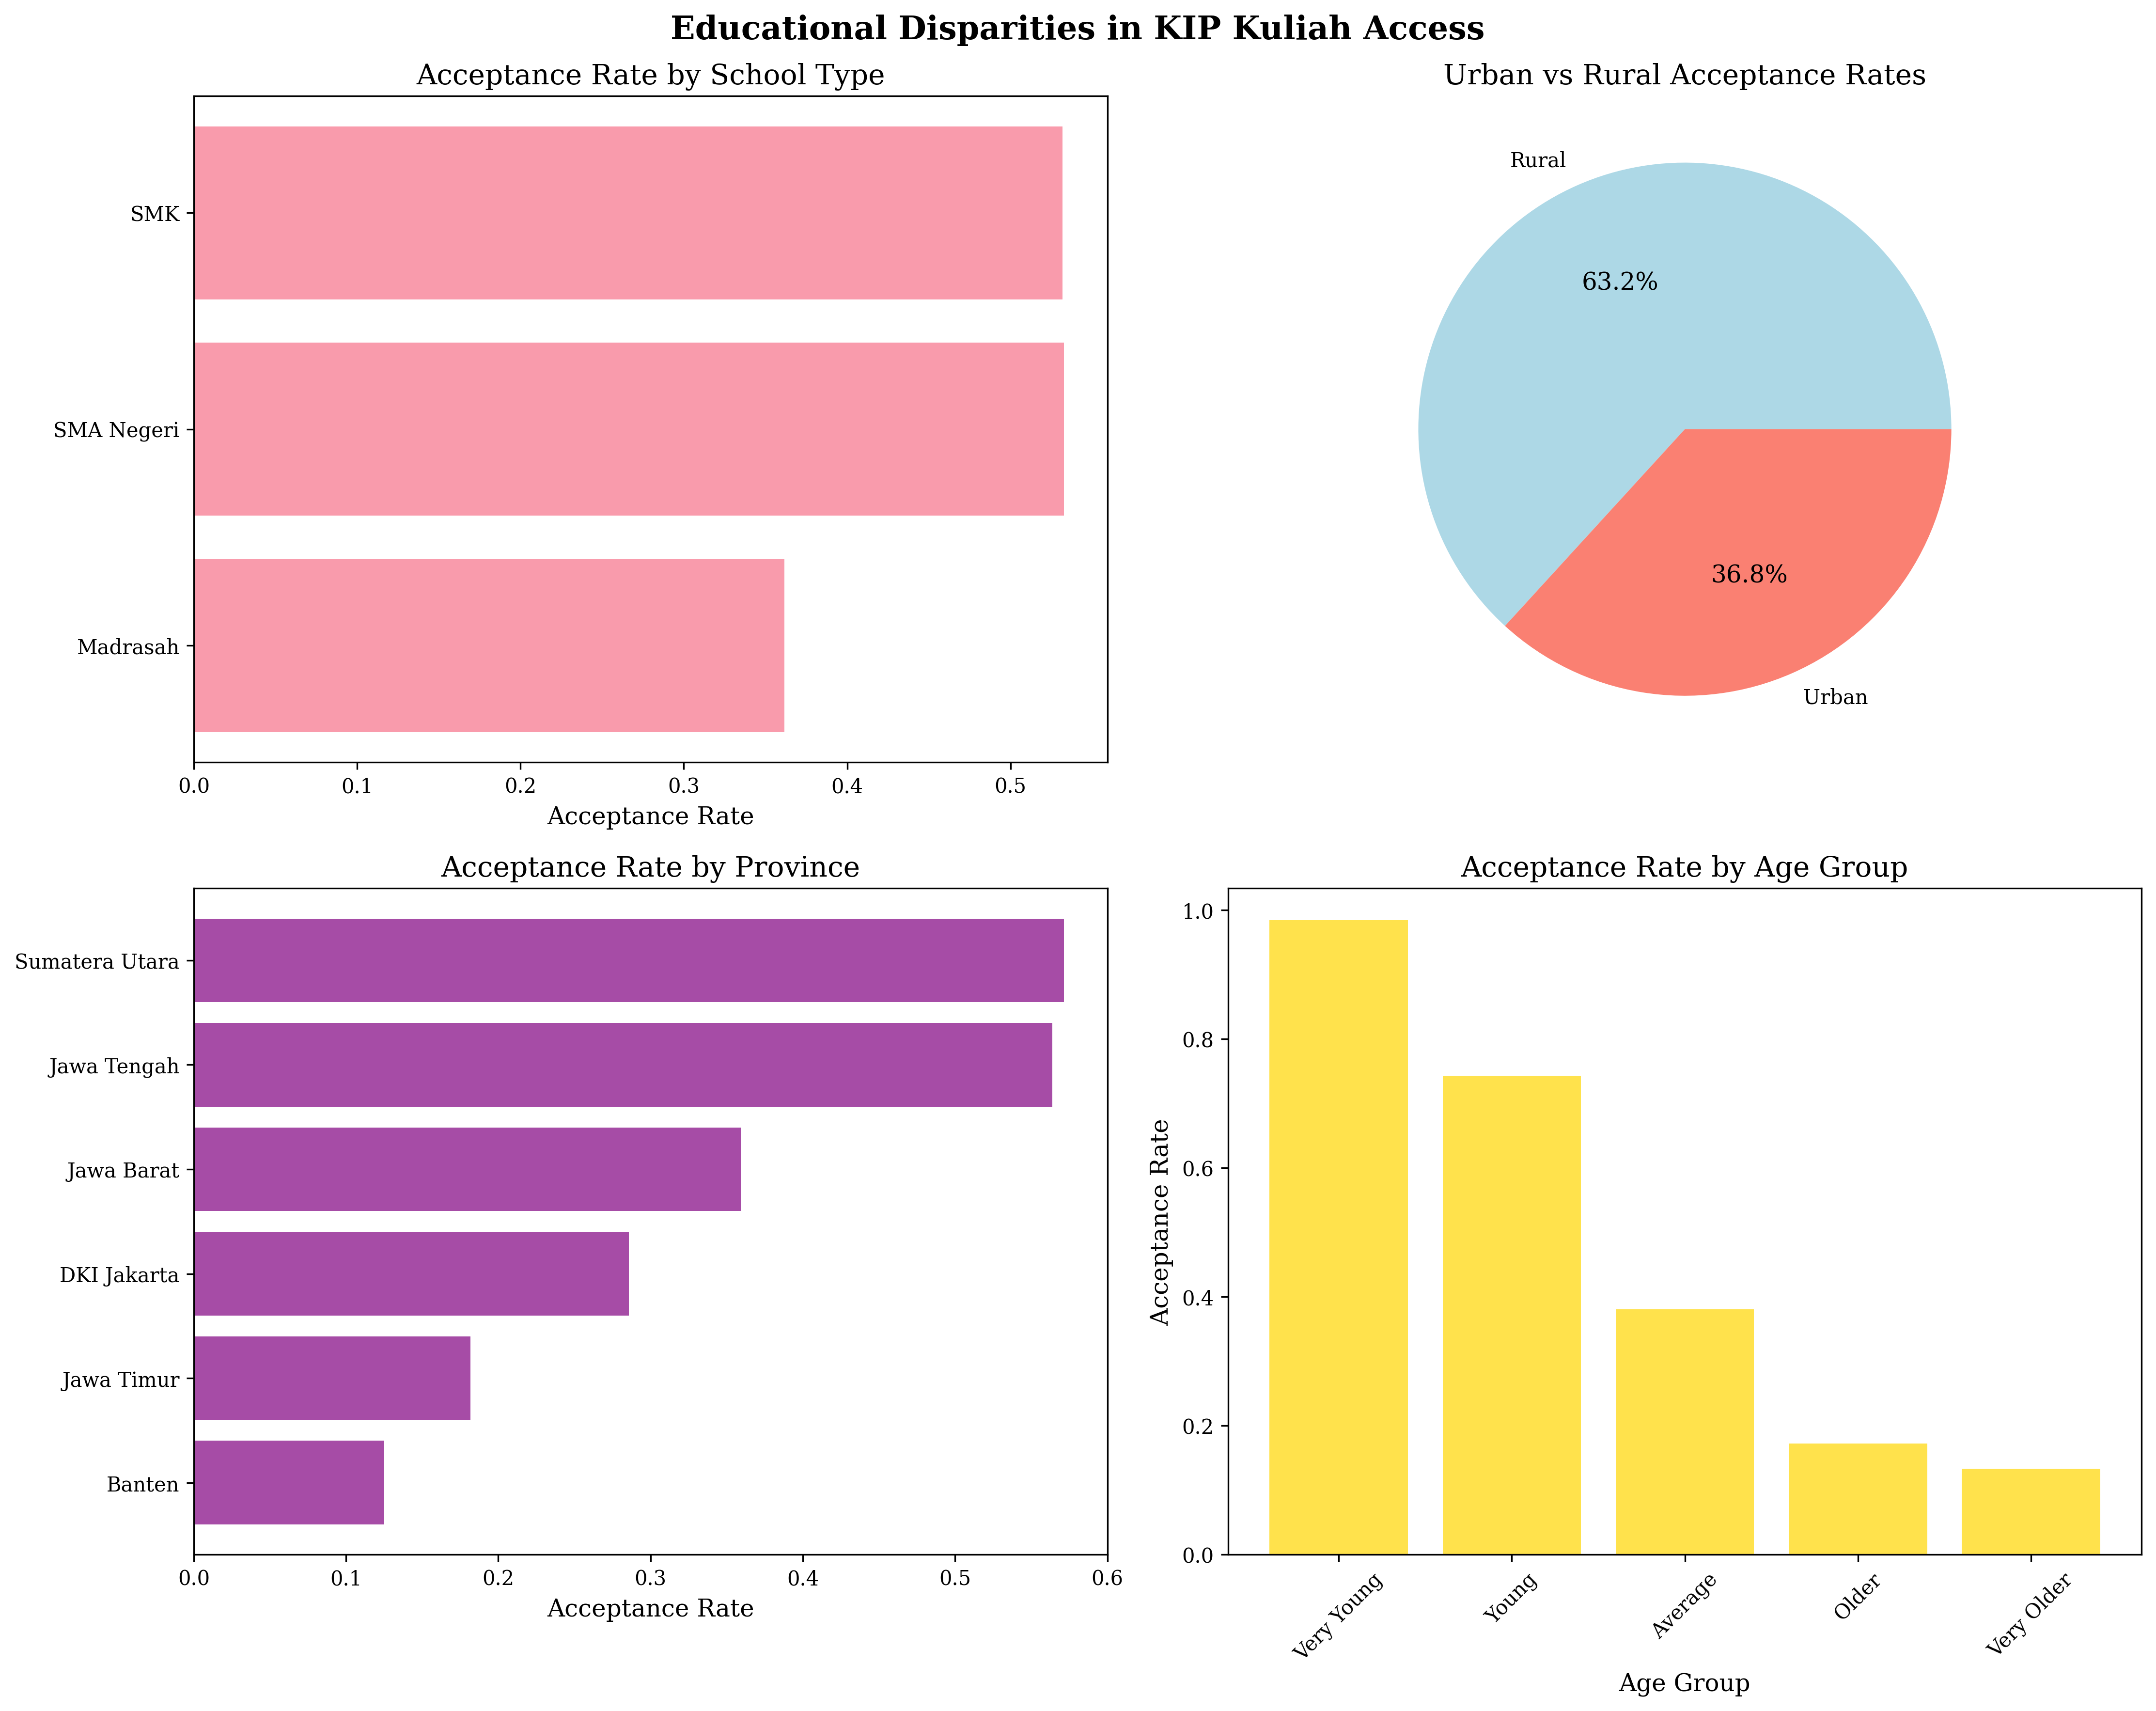 Educational Disparities in KIP Kuliah Access
Acceptance Rate by School Type
SMK
SMA Negeri
Madrasah
0.0 0.1 0.2 0.3 0.4 0.5
Acceptance Rate
Urban vs Rural Acceptance Rates
Rural
63.2%
36.8%
Urban
Acceptance Rate by Province
Sumatera Utara
Jawa Tengah
Jawa Barat
DKI Jakarta
Jawa Timur
Banten
0.0 0.1 0.2 0.3 0.4 0.5 0.6
Acceptance Rate
Acceptance Rate by Age Group
Acceptance Rate
1.0
0.8
0.6
0.4
0.2
0.0
Very Young Young Average Older Very Older
Age Group